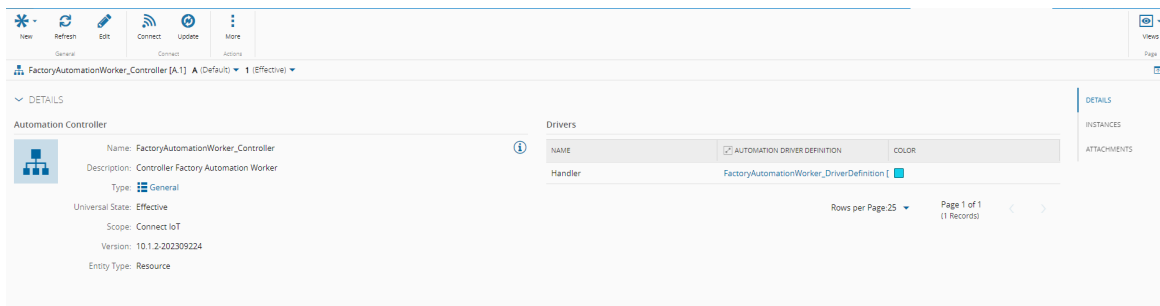 New Refresh Edit Connect Update More Views
General Connect Actions Page
FactoryAutomationWorker_Controller [A.1] A (Default) 1 (Effective)
DETAILS
Automation Controller
Name: FactoryAutomationWorker_Controller
Description: Controller Factory Automation Worker
Type: General
Universal State: Effective
Scope: Connect IoT
Version: 10.1.2-202309224
Entity Type: Resource
Drivers
NAME AUTOMATION DRIVER DEFINITION COLOR
Handler FactoryAutomationWorker_DriverDefinition [
Rows per Page:25 Page 1 of 1
(1 Records)
DETAILS
INSTANCES
ATTACHMENTS